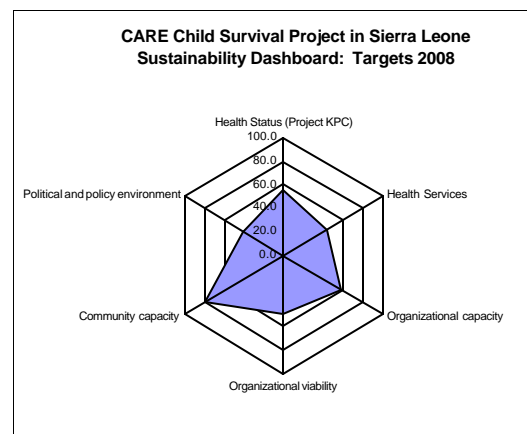 CARE Child Survival Project in Sierra Leone
Sustainability Dashboard:  Targets 2008
Health Status (Project KPC)
100.0
80.0
60.0
40.0
20.0
0.0
Political and policy environment
Health Services
Community capacity
Organizational capacity
Organizational viability